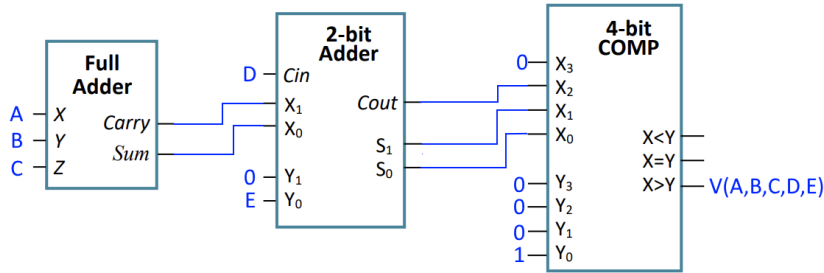 Full
Adder
A
X
B
Y
C
Z
Carry
Sum
2-bit
Adder
D
Cin
X1
X0
0
Y1
E
Y0
Cout
S1
S0
4-bit
COMP
0
X3
X2
X1
X0
0
Y3
0
Y2
0
Y1
1
Y0
X<Y
X=Y
X>Y
V(A,B,C,D,E)